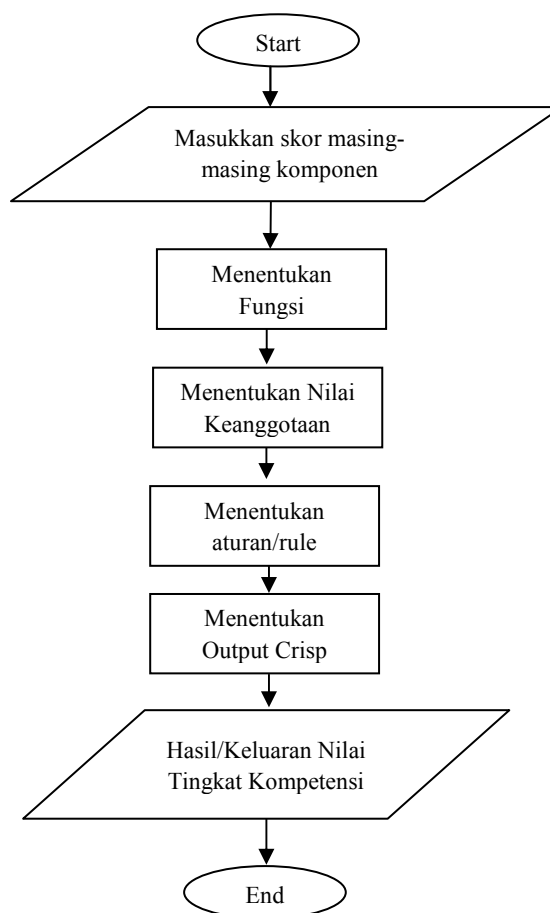 Start
Masukkan skor masing-
masing komponen
Menentukan
Fungsi
Menentukan Nilai
Keanggotaan
Menentukan
aturan/rule
Menentukan
Output Crisp
Hasil/Keluaran Nilai
Tingkat Kompetensi
End